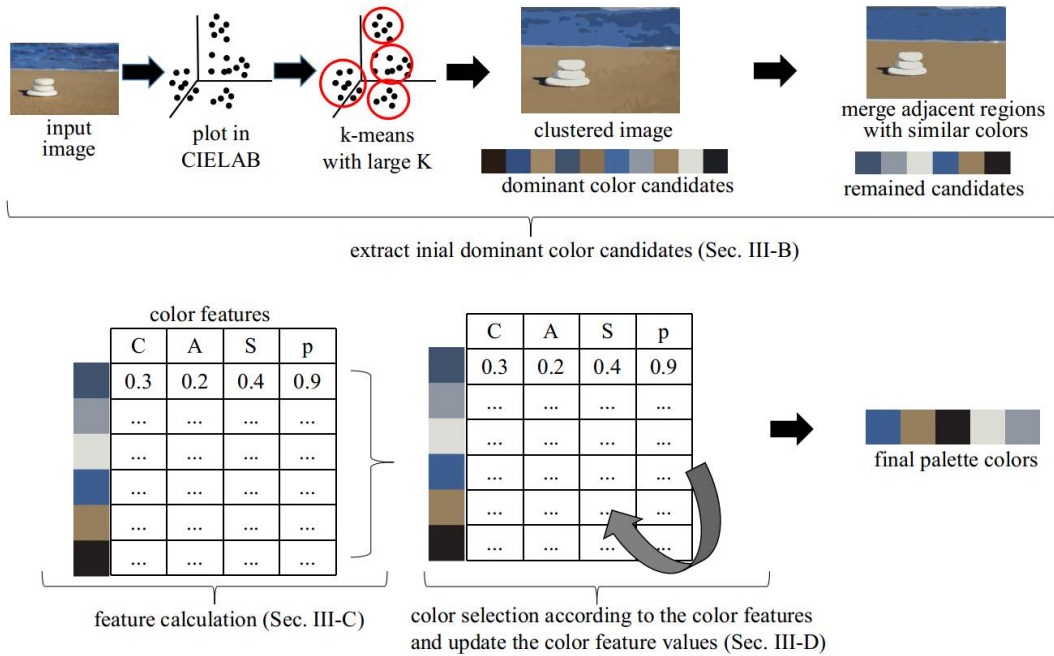 input
image
plot in
CIELAB
k-means
with large K
clustered image
dominant color candidates
merge adjacent regions
with similar colors
remained candidates
extract inial dominant color candidates (Sec. III-B)
color features
C A S p
0.3 0.2 0.4 0.9
... ... ... ...
... ... ... ...
... ... ... ...
... ... ... ...
... ... ... ...
feature calculation (Sec. III-C)
C A S p
0.3 0.2 0.4 0.9
... ... ... ...
... ... ... ...
... ... ... ...
... ... ... ...
... ... ... ...
color selection according to the color features
and update the color feature values (Sec. III-D)
final palette colors